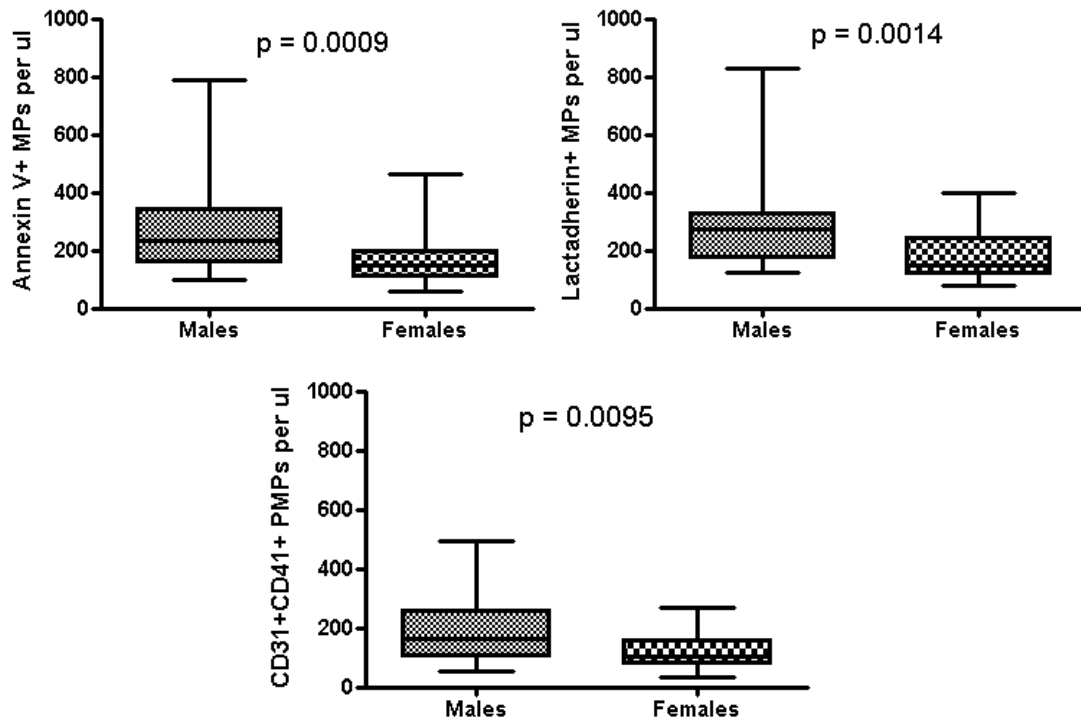 Annexin V+ MPs per ul
1000
800
600
400
200
0
p = 0.0009
Males
Females
Lactadherin+ MPs per ul
1000
800
600
400
200
0
p = 0.0014
Males
Females
CD31+CD41+ PMPs per ul
1000
800
600
400
200
0
p = 0.0095
Males
Females